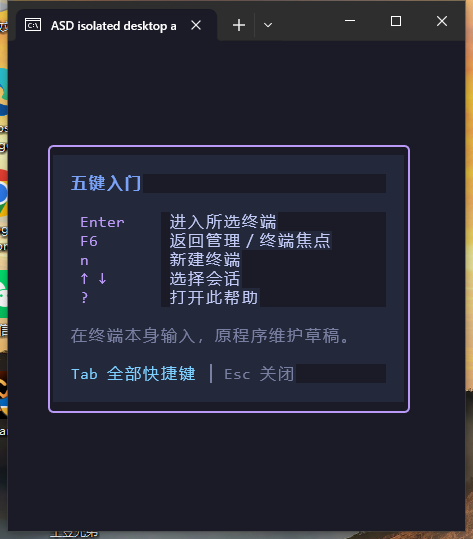 ASD isolated desktop a
五键入门
Enter 进入所选终端
F6 返回管理 / 终端焦点
n 新建终端
↑ ↓ 选择会话
? 打开此帮助
在终端本身输入，原程序维护草稿。
Tab 全部快捷键 | Esc 关闭